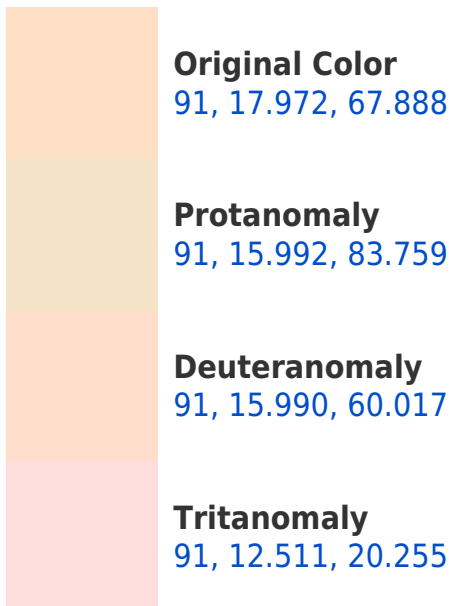 Original Color
91, 17.972, 67.888
Protanomaly
91, 15.992, 83.759
Deuteranomaly
91, 15.990, 60.017
Tritanomaly
91, 12.511, 20.255